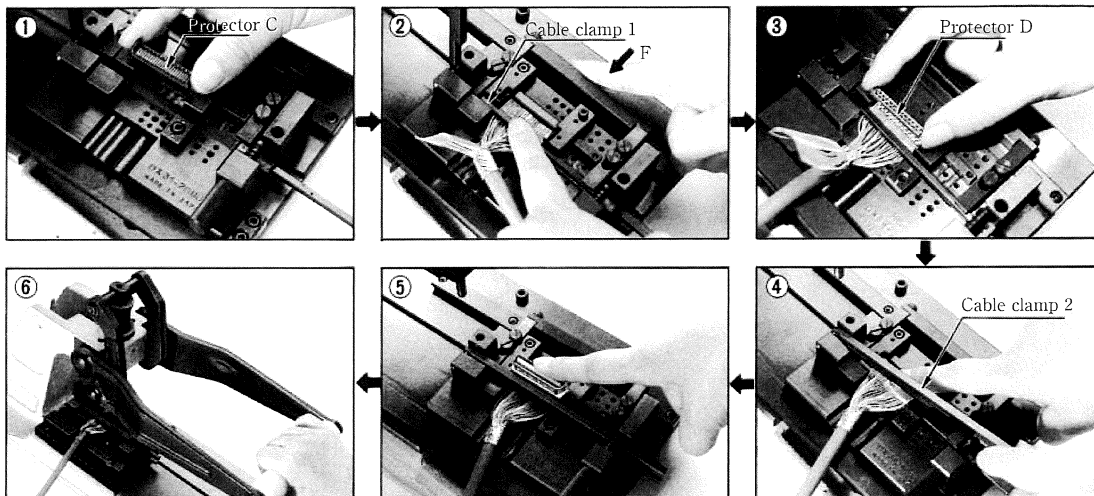 ①
Protector C
②
Cable clamp 1
F
③
Protector D
④
Cable clamp 2
⑤
⑥